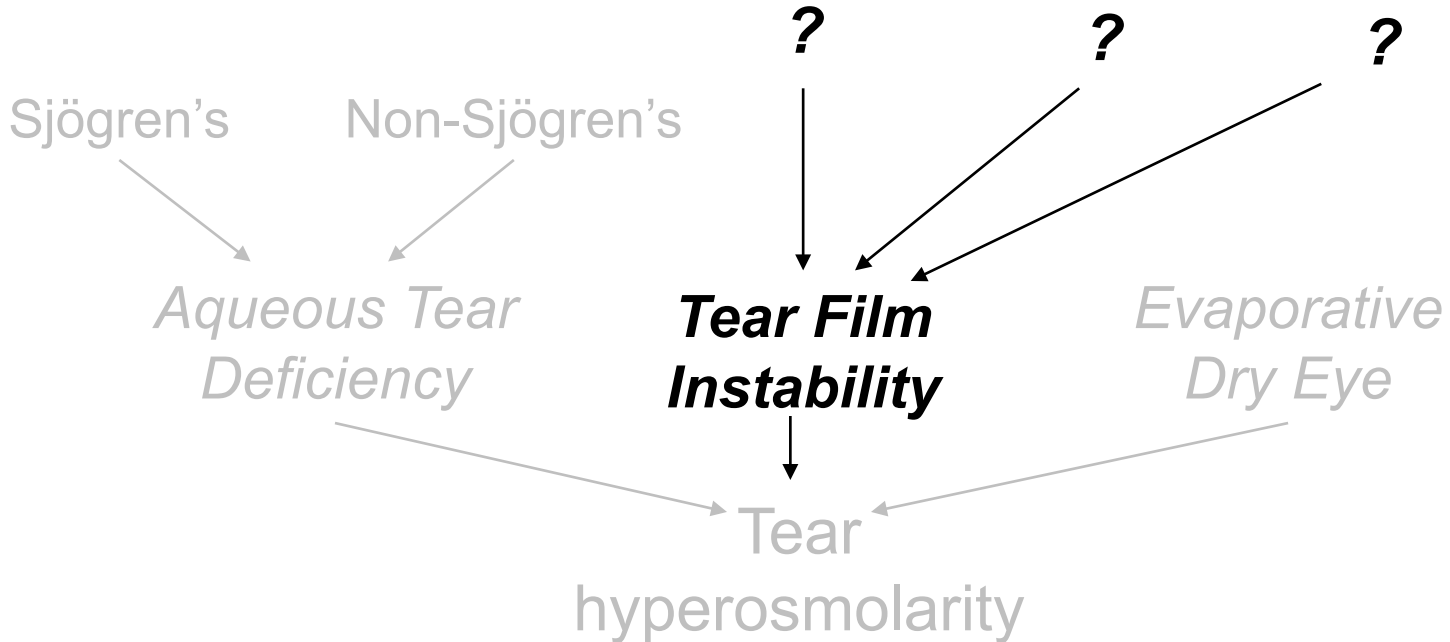 ? ? ?
Sjögren’s Non-Sjögren’s
Aqueous Tear
Deficiency
Tear Film
Instability
Evaporative
Dry Eye
Tear
hyperosmolarity